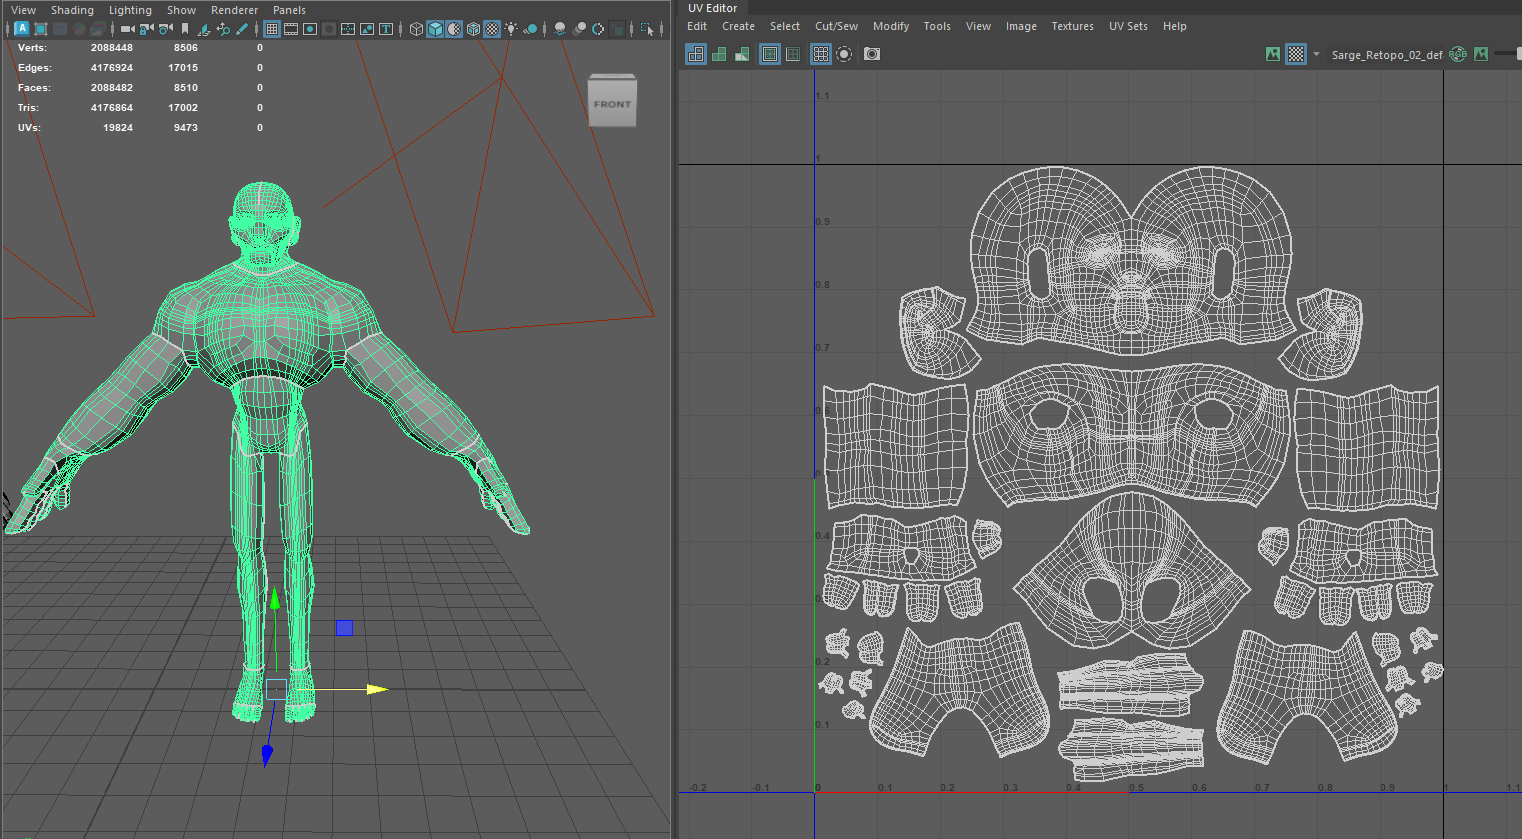 View Shading Lighting Show Renderer Panels
Verts: 2088448 8506 0
Edges: 4176924 17015 0
Faces: 2088482 8510 0
Tris: 4176864 17002 0
UVs: 19824 9473 0
FRONT
UV Editor
Edit Create Select Cut/Sew Modify Tools View Image Textures UV Sets Help
Sarge_Retopo_02_def
RGB
1.1
1
0.9
0.8
0.7
0.4
0.2
0.1
-0.2 -0.1 0 0.1 0.2 0.3 0.4 0.5 0.6 0.7 0.8 0.9 1 1.1